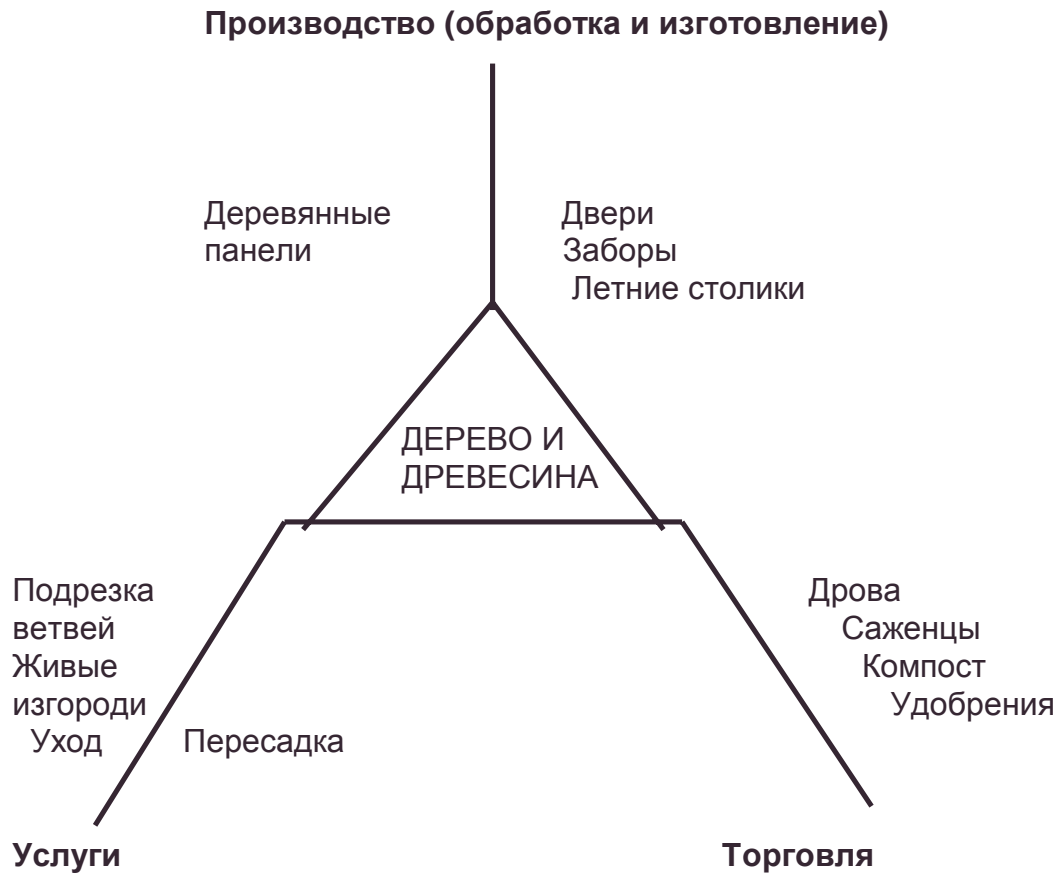 Производство (обработка и изготовление)
Деревянные
панели
Двери
Заборы
Летние столики
ДЕРЕВО И
ДРЕВЕСИНА
Подрезка
ветвей
Живые
изгороди
Уход
Пересадка
Дрова
Саженцы
Компост
Удобрения
Услуги
Торговля